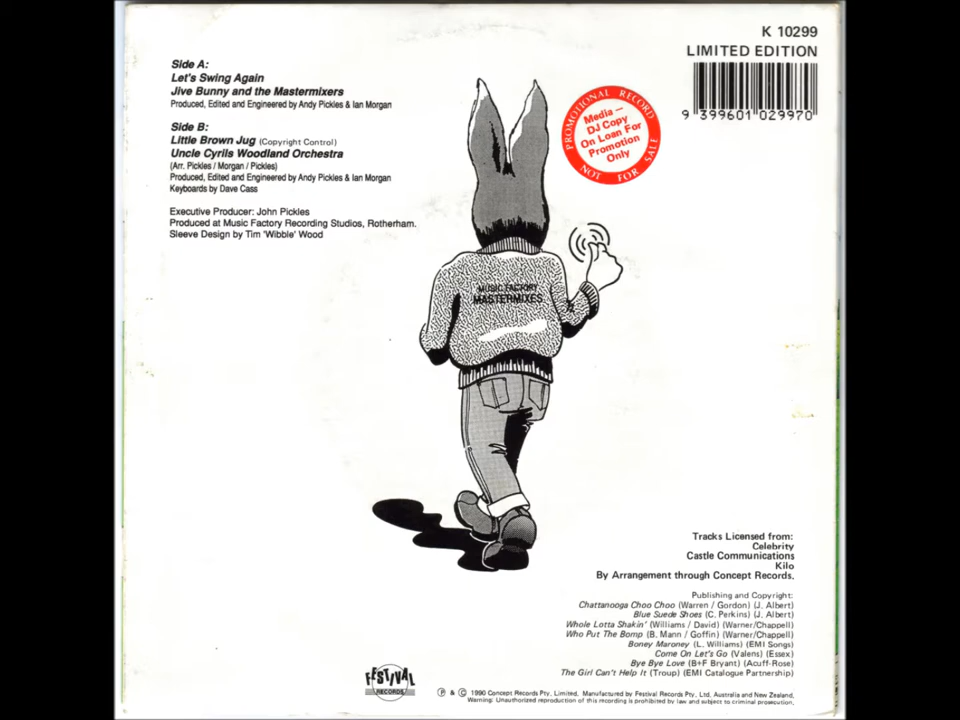 K 10299
LIMITED EDITION
9 399601 029970
Side A:
Let's Swing Again
Jive Bunny and the Mastermixers
Produced, Edited and Engineered by Andy Pickles & Ian Morgan
Side B:
Little Brown Jug (Copyright Control)
Uncle Cyrils Woodland Orchestra
(Arr. Pickles / Morgan / Pickles)
Produced, Edited and Engineered by Andy Pickles & Ian Morgan
Keyboards by Dave Cass
Executive Producer: John Pickles
Produced at Music Factory Recording Studios, Rotherham.
Sleeve Design by Tim 'Wibble' Wood
PROMOTIONAL RECORD
Media —
DJ Copy
On Loan For
Promotion
Only
NOT FOR SALE
MUSIC FACTORY
MASTERMIXES
Tracks Licensed from:
Celebrity
Castle Communications
Kilo
By Arrangement through Concept Records.
Publishing and Copyright:
Chattanooga Choo Choo (Warren / Gordon) (J. Albert)
Blue Suede Shoes (C. Perkins) (J. Albert)
Whole Lotta Shakin' (Williams / David) (Warner/Chappell)
Who Put The Bomp (B. Mann / Goffin) (Warner/Chappell)
Boney Maroney (L. Williams) (EMI Songs)
Come On Let's Go (Valens) (Essex)
Bye Bye Love (B+F Bryant) (Acuff-Rose)
The Girl Can't Help It (Troup) (EMI Catalogue Partnership)
FESTIVAL
RECORDS
Ⓟ & © 1990 Concept Records Pty, Limited, Manufactured by Festival Records Pty, Ltd, Australia and New Zealand.
Warning: Unauthorized reproduction of this recording is prohibited by law and subject to criminal prosecution.